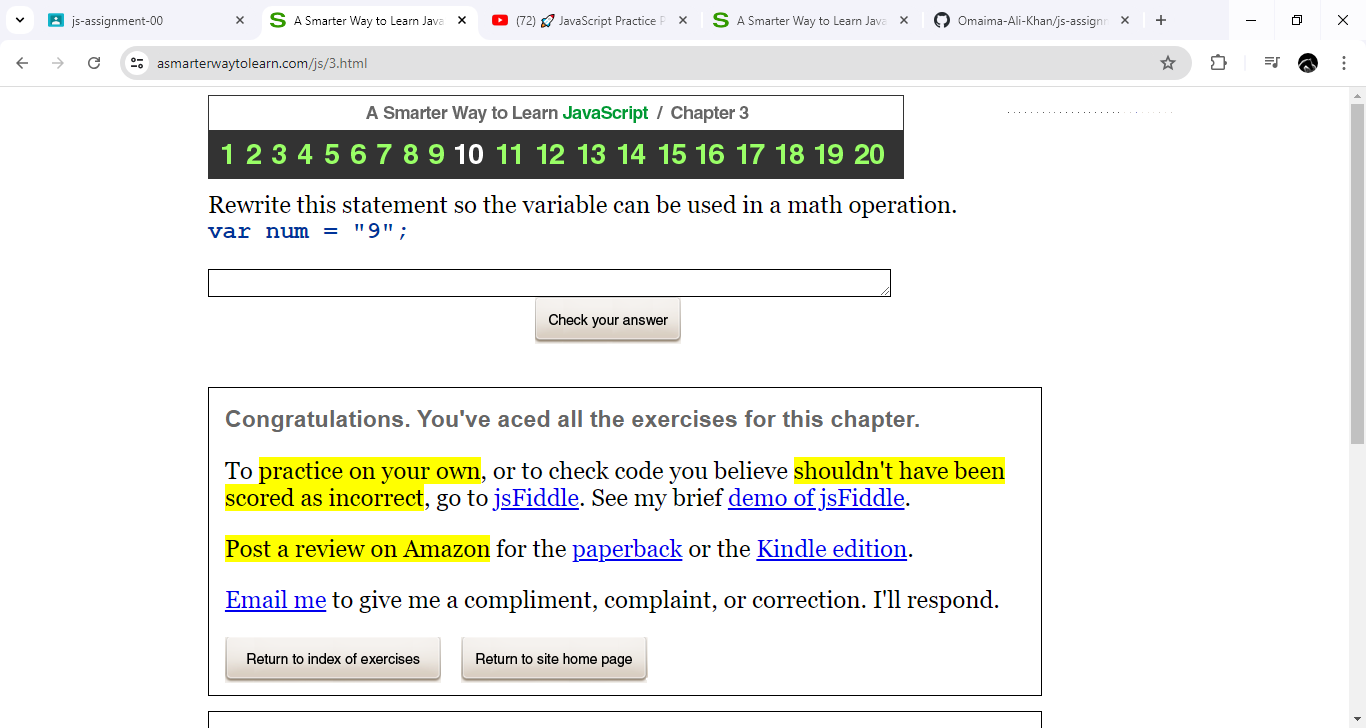 js-assignment-00
A Smarter Way to Learn Java
(72) 🚀 JavaScript Practice P
A Smarter Way to Learn Java
Omaima-Ali-Khan/js-assignm
asmarterwaytolearn.com/js/3.html
A Smarter Way to Learn JavaScript / Chapter 3
1 2 3 4 5 6 7 8 9 10 11 12 13 14 15 16 17 18 19 20
Rewrite this statement so the variable can be used in a math operation.
var num = "9";
Check your answer
Congratulations. You've aced all the exercises for this chapter.
To practice on your own, or to check code you believe shouldn't have been
scored as incorrect, go to jsFiddle. See my brief demo of jsFiddle.
Post a review on Amazon for the paperback or the Kindle edition.
Email me to give me a compliment, complaint, or correction. I'll respond.
Return to index of exercises
Return to site home page